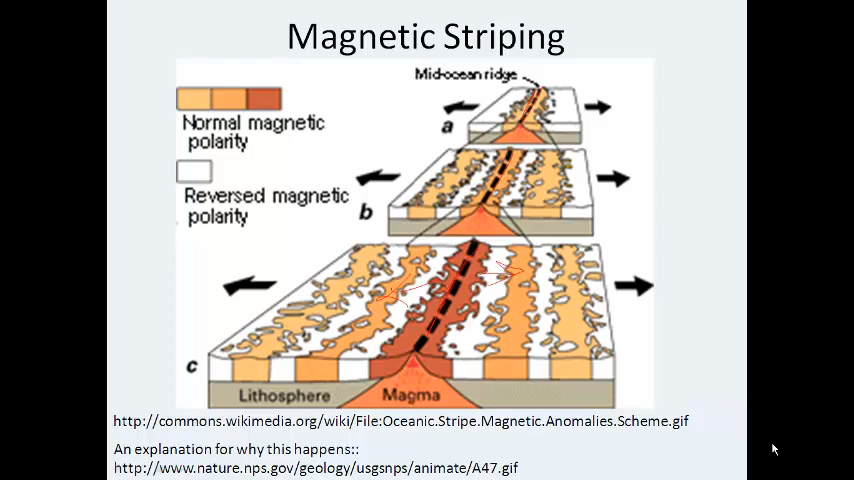 Magnetic Striping
Mid-ocean ridge
Normal magnetic
polarity
a
Reversed magnetic
polarity
b
c
Lithosphere
Magma
http://commons.wikimedia.org/wiki/File:Oceanic.Stripe.Magnetic.Anomalies.Scheme.gif
An explanation for why this happens::
http://www.nature.nps.gov/geology/usgsnps/animate/A47.gif